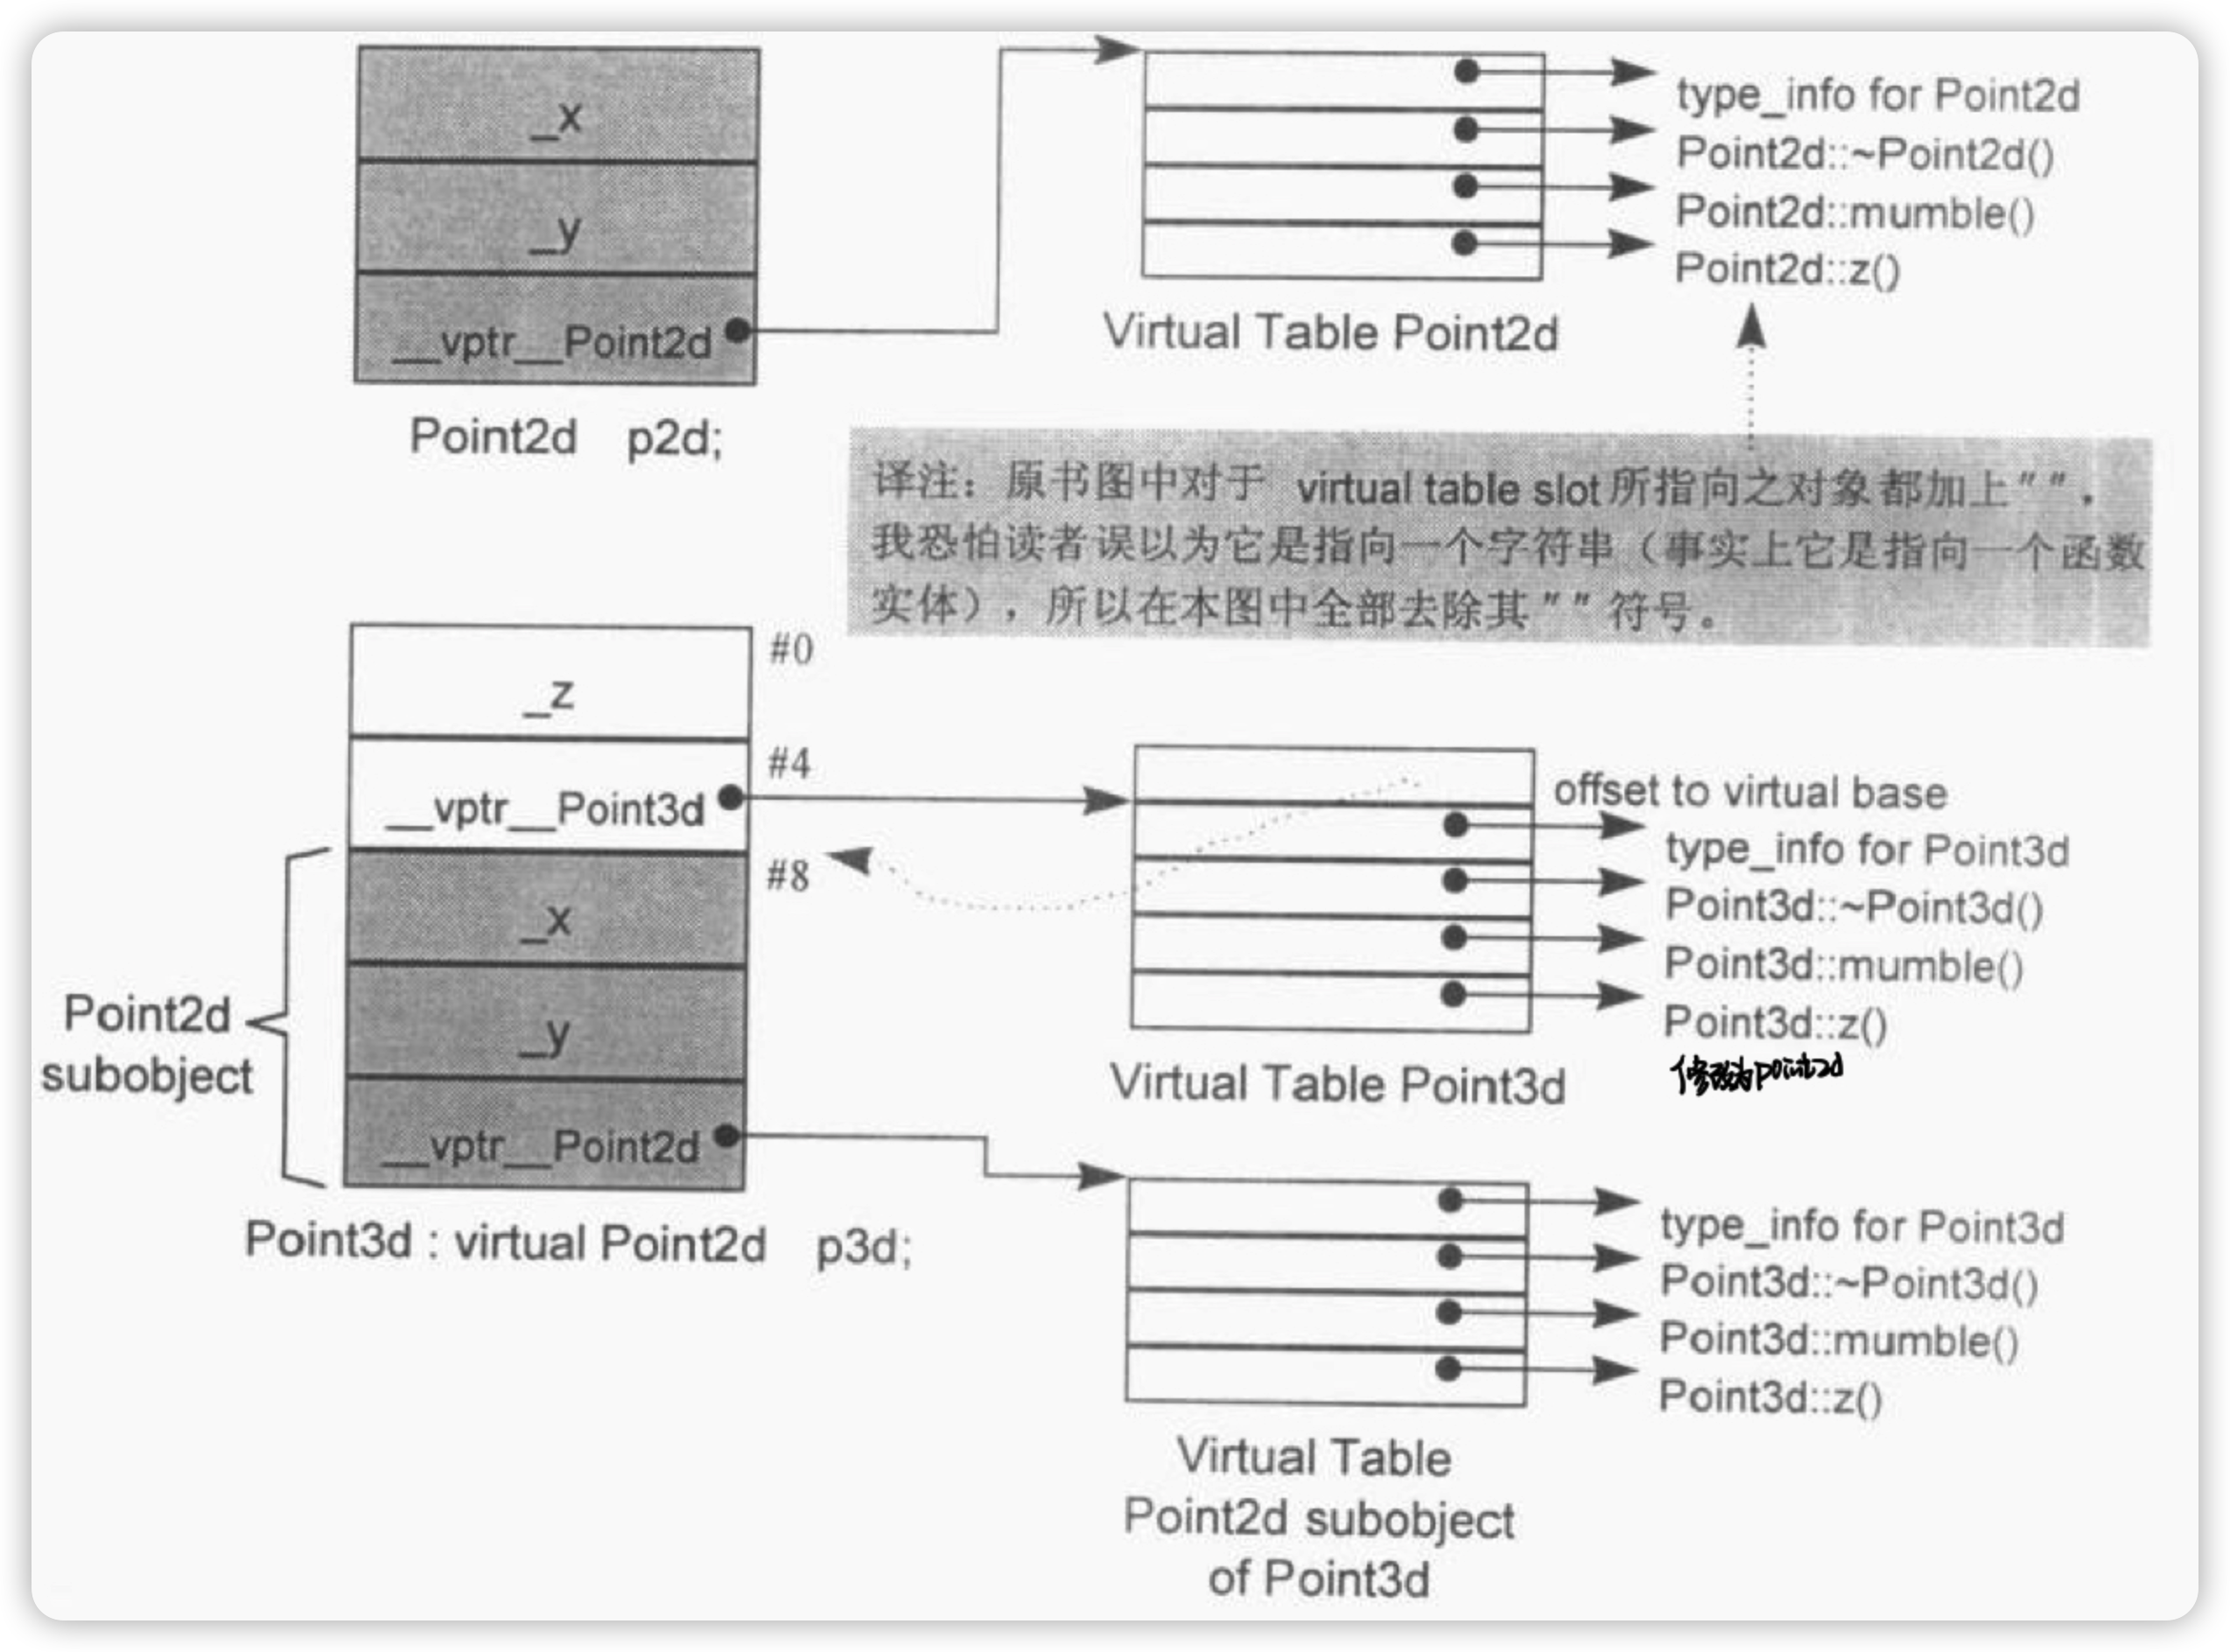 _x
_y
__vptr__Point2d
Point2d p2d;
type_info for Point2d
Point2d::~Point2d()
Point2d::mumble()
Point2d::z()
Virtual Table Point2d
译注：原书图中对于 virtual table slot所指向之对象都加上""，
我恐怕读者误以为它是指向一个字符串（事实上它是指向一个函数
实体），所以在本图中全部去除其""符号。
#0
_z
#4
__vptr__Point3d
#8
_x
_y
__vptr__Point2d
Point2d
subobject
Point3d : virtual Point2d p3d;
offset to virtual base
type_info for Point3d
Point3d::~Point3d()
Point3d::mumble()
Point3d::z()
修改为point2d
Virtual Table Point3d
type_info for Point3d
Point3d::~Point3d()
Point3d::mumble()
Point3d::z()
Virtual Table
Point2d subobject
of Point3d